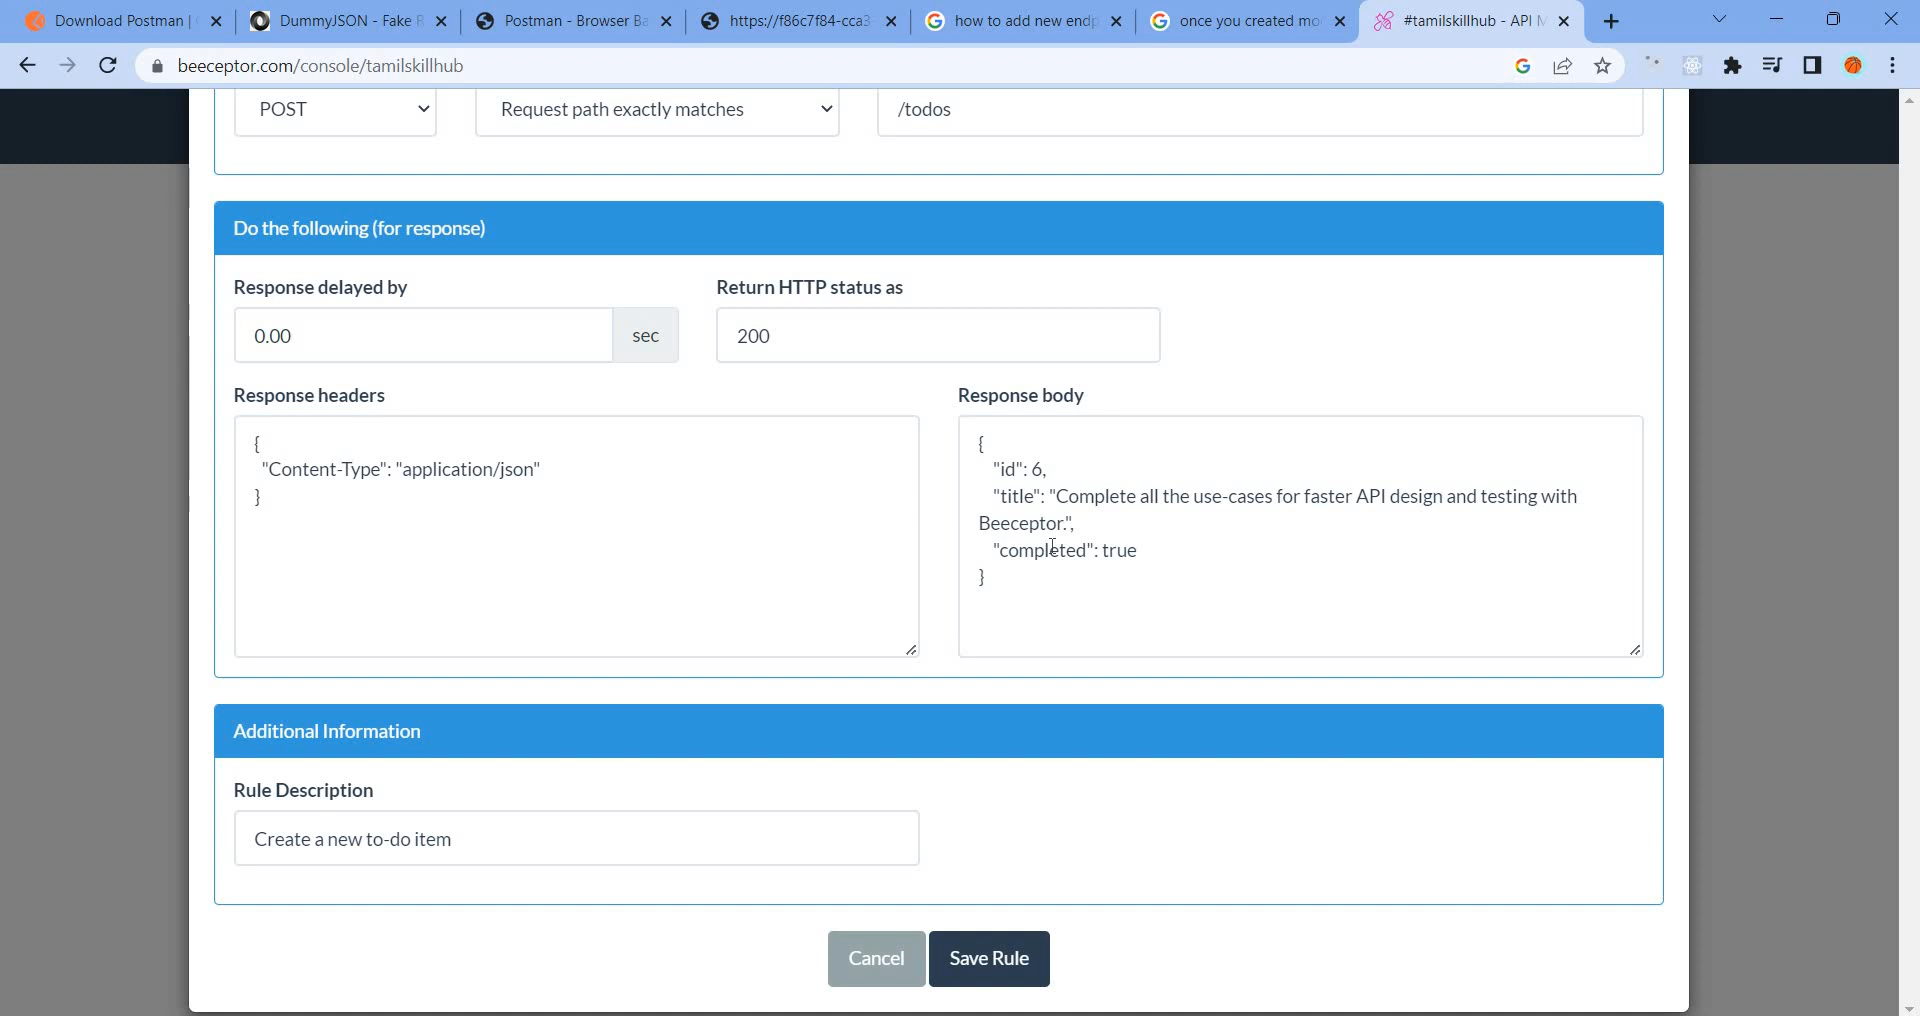 Download Postman |
DummyJSON - Fake R
Postman - Browser Ba
https://f86c7f84-cca3
how to add new endp
once you created mo
#tamilskillhub - API M
beeceptor.com/console/tamilskillhub
POST
Request path exactly matches
/todos
Do the following (for response)
Response delayed by
Return HTTP status as
0.00
sec
200
Response headers
Response body
{
"Content-Type": "application/json"
}
{
"id": 6,
"title": "Complete all the use-cases for faster API design and testing with
Beeceptor.",
"completed": true
}
Additional Information
Rule Description
Create a new to-do item
Cancel
Save Rule